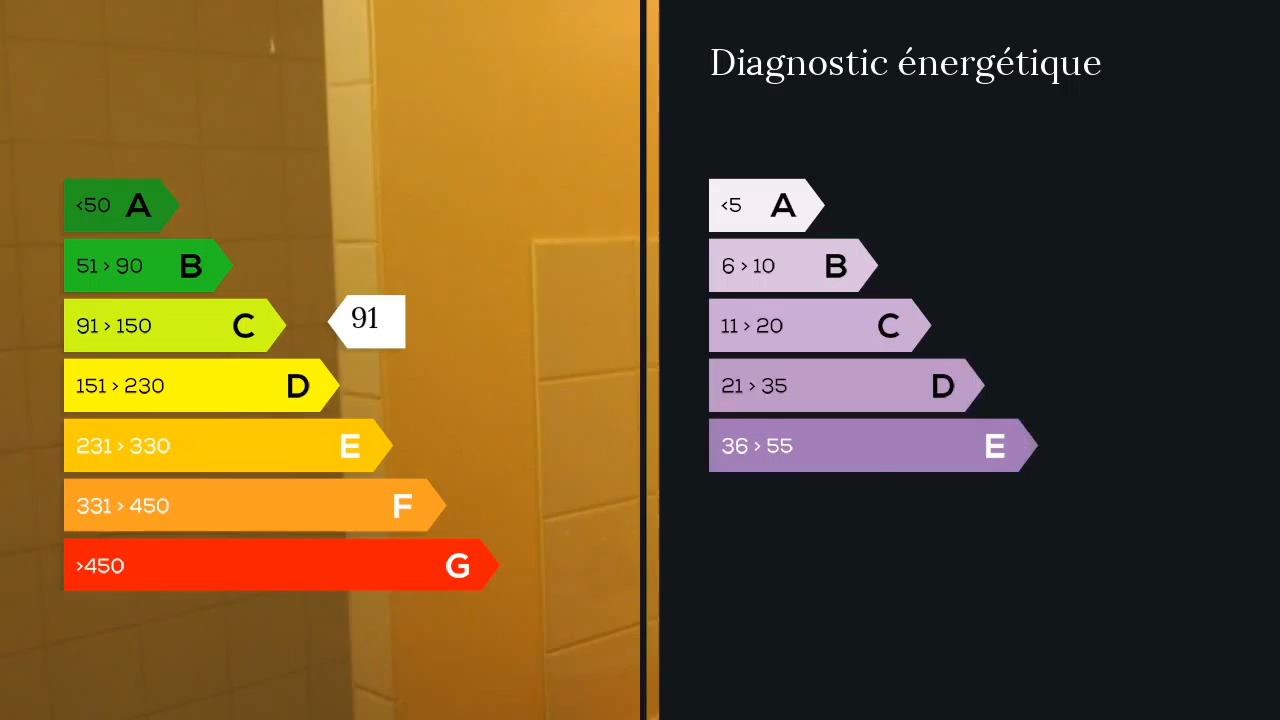 Diagnostic énergétique
<50 A
51 > 90 B
91 > 150 C
91
151 > 230 D
231 > 330 E
331 > 450 F
>450 G
<5 A
6 > 10 B
11 > 20 C
21 > 35 D
36 > 55 E